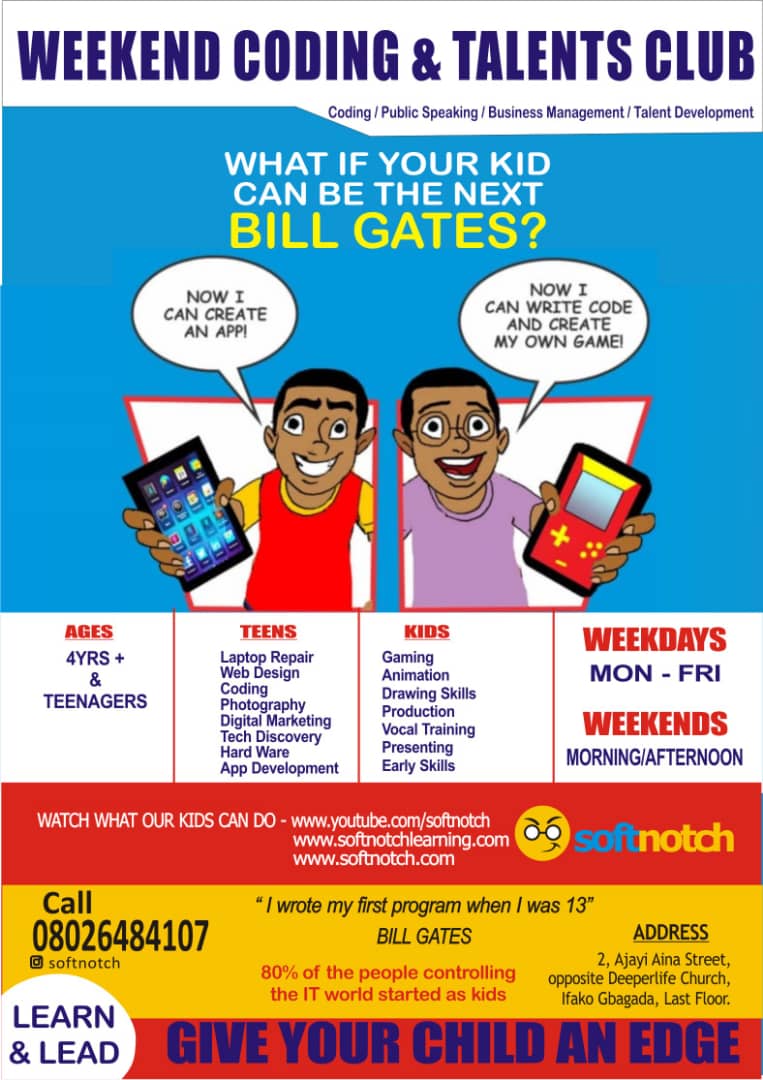 WEEKEND CODING & TALENTS CLUB
Coding / Public Speaking / Business Management / Talent Development
WHAT IF YOUR KID
CAN BE THE NEXT
BILL GATES?
NOW I
CAN CREATE
AN APP!
NOW I
CAN WRITE CODE
AND CREATE
MY OWN GAME!
AGES
4YRS +
&
TEENAGERS
TEENS
Laptop Repair
Web Design
Coding
Photography
Digital Marketing
Tech Discovery
Hard Ware
App Development
KIDS
Gaming
Animation
Drawing Skills
Production
Vocal Training
Presenting
Early Skills
WEEKDAYS
MON - FRI
WEEKENDS
MORNING/AFTERNOON
WATCH WHAT OUR KIDS CAN DO - www.youtube.com/softnotch
www.softnotchlearning.com
www.softnotch.com
softnotch
Call
08026484107
softnotch
“ I wrote my first program when I was 13”
BILL GATES
80% of the people controlling
the IT world started as kids
ADDRESS
2, Ajayi Aina Street,
opposite Deeperlife Church,
Ifako Gbagada, Last Floor.
LEARN
& LEAD
GIVE YOUR CHILD AN EDGE